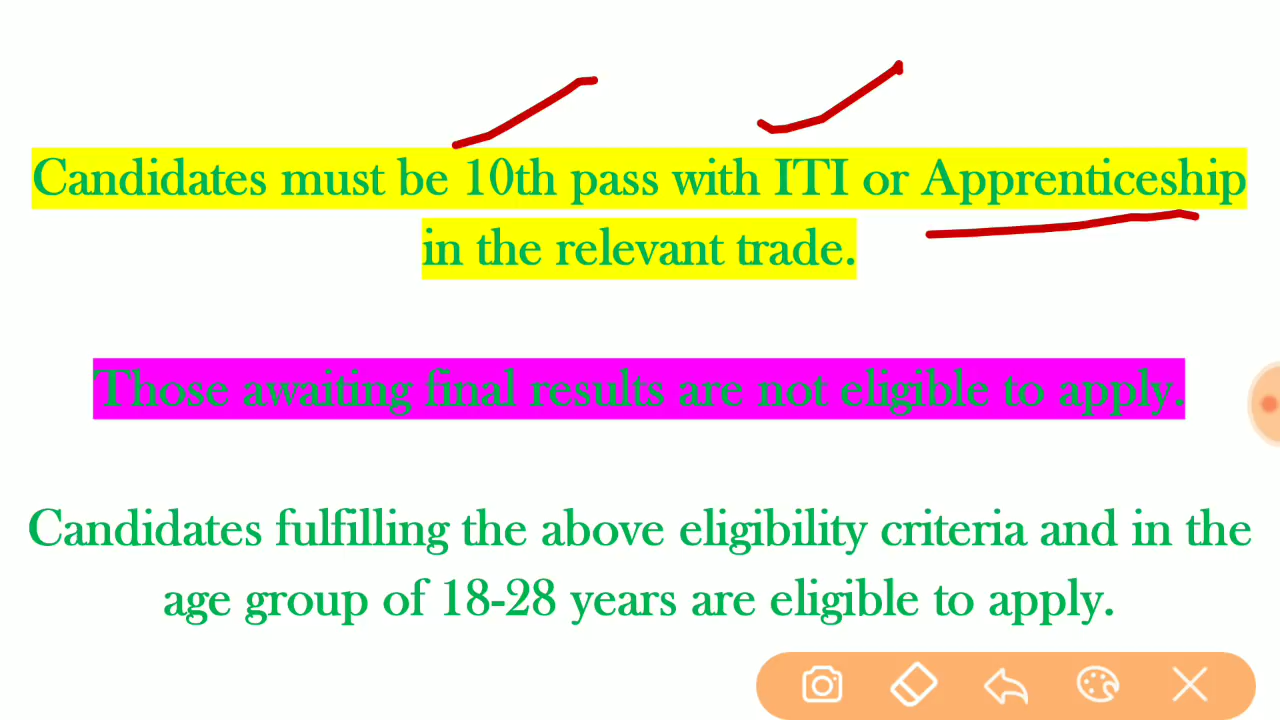 Candidates must be 10th pass with ITI or Apprenticeship
in the relevant trade.
Those awaiting final results are not eligible to apply.
Candidates fulfilling the above eligibility criteria and in the
age group of 18-28 years are eligible to apply.